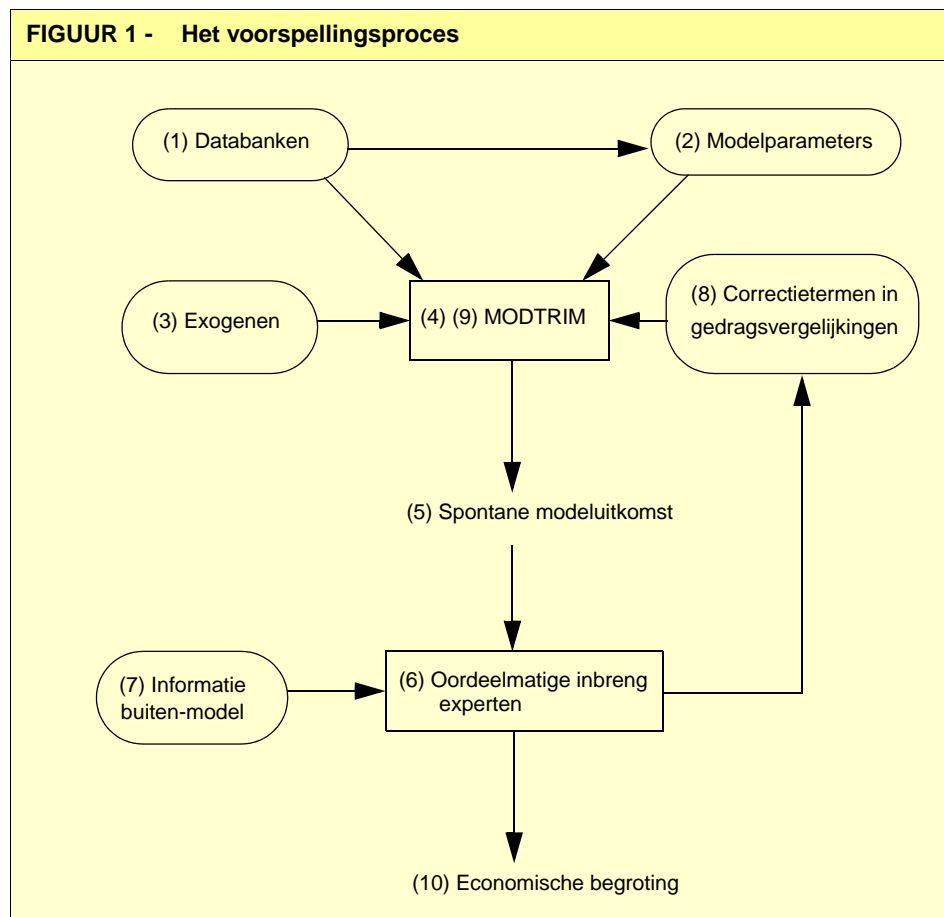 FIGUUR 1 - Het voorspellingsproces
(1) Databanken
(2) Modelparameters
(3) Exogenen
(4) (9) MODTRIM
(8) Correctietermen in
gedragsvergelijkingen
(5) Spontane modeluitkomst
(7) Informatie
buiten-model
(6) Oordeelmatige inbreng
experten
(10) Economische begroting